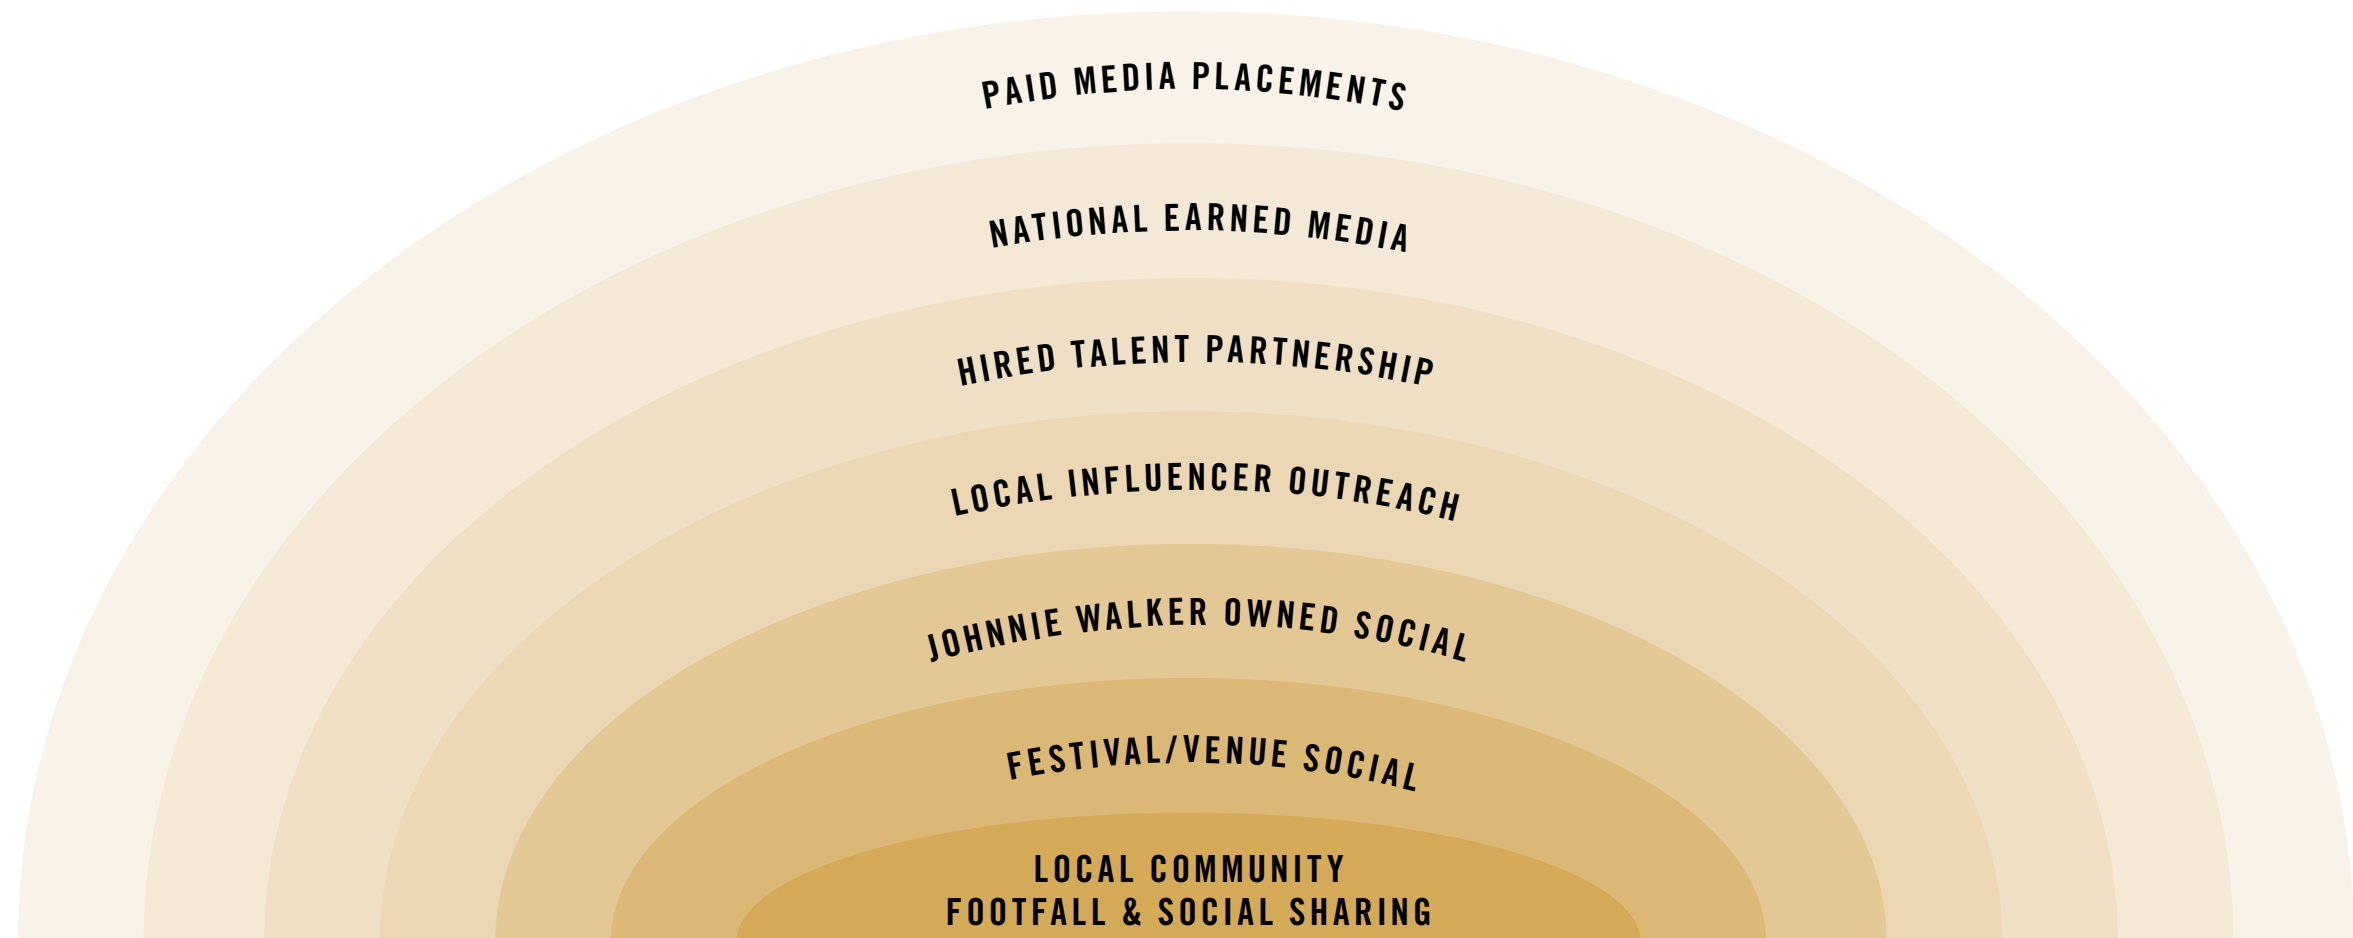 PAID MEDIA PLACEMENTS
NATIONAL EARNED MEDIA
HIRED TALENT PARTNERSHIP
LOCAL INFLUENCER OUTREACH
JOHNNIE WALKER OWNED SOCIAL
FESTIVAL/VENUE SOCIAL
LOCAL COMMUNITY
FOOTFALL & SOCIAL SHARING